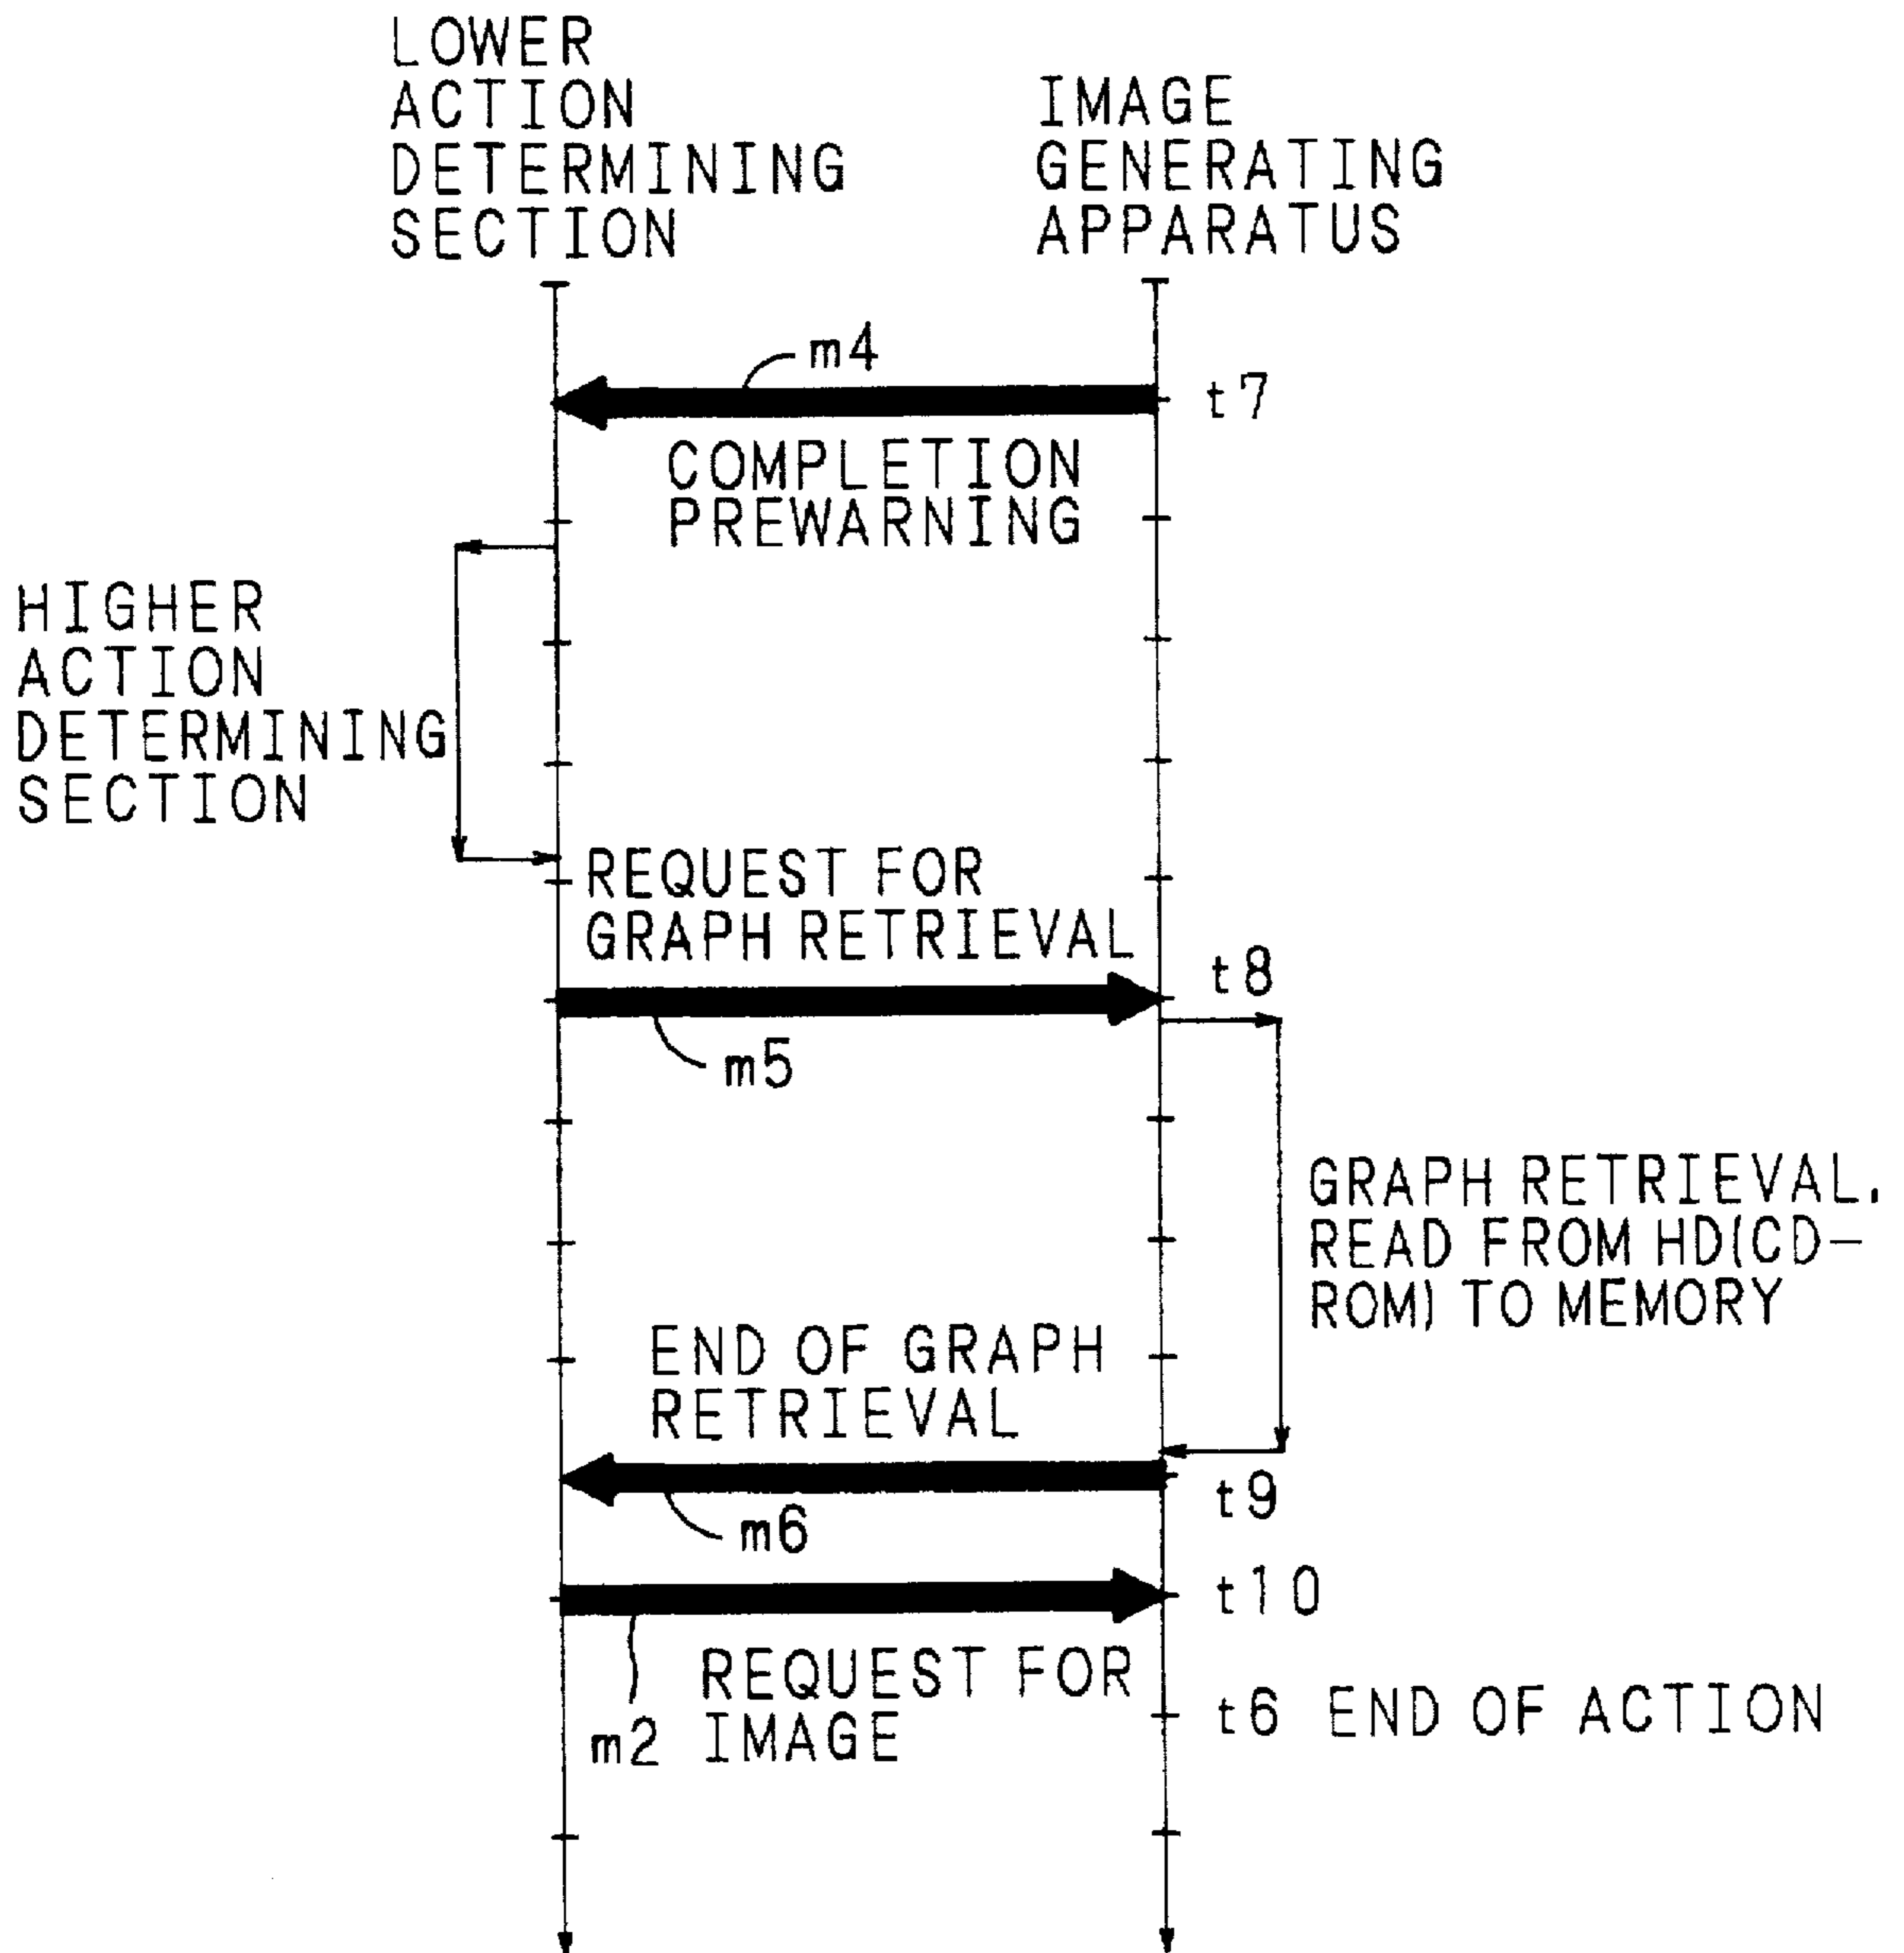 LOWER
ACTION
DETERMINING
SECTION
IMAGE
GENERATING
APPARATUS
m4
t7
COMPLETION
PREWARNING
HIGHER
ACTION
DETERMINING
SECTION
REQUEST FOR
GRAPH RETRIEVAL
t8
m5
GRAPH RETRIEVAL.
READ FROM HD(CD-
ROM) TO MEMORY
END OF GRAPH
RETRIEVAL
t9
m6
t10
REQUEST FOR
IMAGE
m2
t6 END OF ACTION